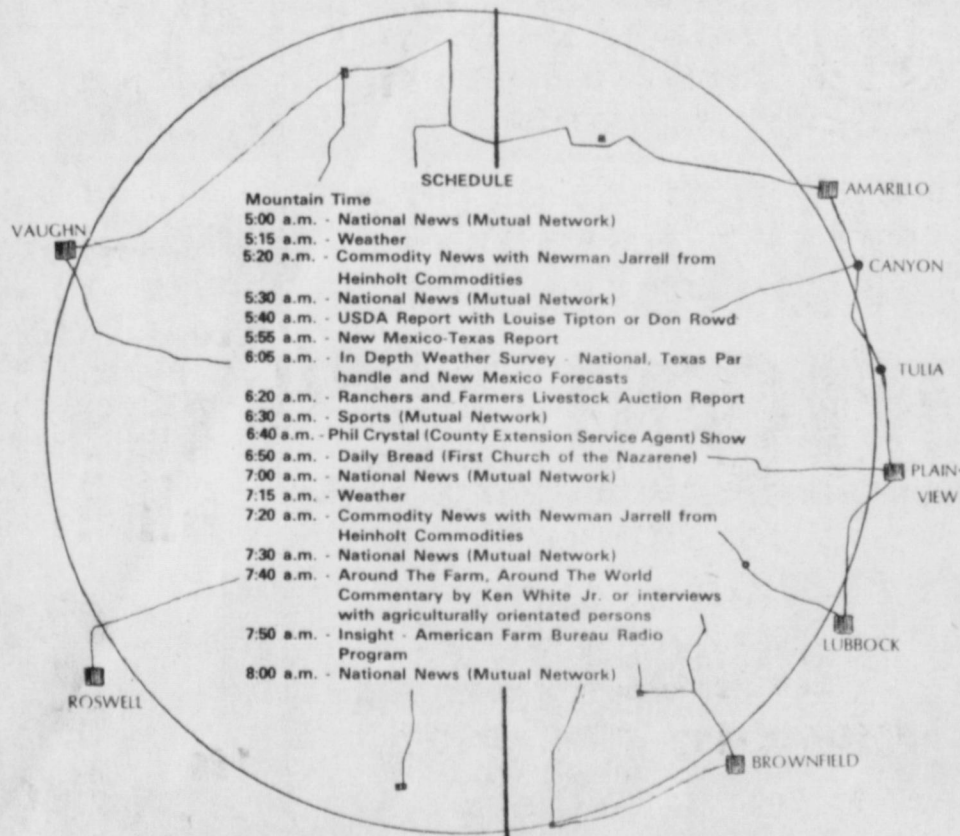 SCHEDULE
Mountain Time
5:00 a.m. - National News (Mutual Network)
5:15 a.m. - Weather
5:20 a.m. - Commodity News with Newman Jarrell from
Heinholt Commodities
5:30 a.m. - National News (Mutual Network)
5:40 a.m. - USDA Report with Louise Tipton or Don Rowd
5:55 a.m. - New Mexico-Texas Report
6:05 a.m. - In Depth Weather Survey - National, Texas Par
handle and New Mexico Forecasts
6:20 a.m. - Ranchers and Farmers Livestock Auction Report
6:30 a.m. - Sports (Mutual Network)
6:40 a.m. - Phil Crystal (County Extension Service Agent) Show
6:50 a.m. - Daily Bread (First Church of the Nazarene)
7:00 a.m. - National News (Mutual Network)
7:15 a.m. - Weather
7:20 a.m. - Commodity News with Newman Jarrell from
Heinholt Commodities
7:30 a.m. - National News (Mutual Network)
7:40 a.m. - Around The Farm, Around The World
Commentary by Ken White Jr. or interviews
with agriculturally orientated persons
7:50 a.m. - Insight - American Farm Bureau Radio
Program
8:00 a.m. - National News (Mutual Network)
VAUGHN
ROSWELL
AMARILLO
CANYON
TULIA
PLAIN-
VIEW
LUBBOCK
BROWNFIELD